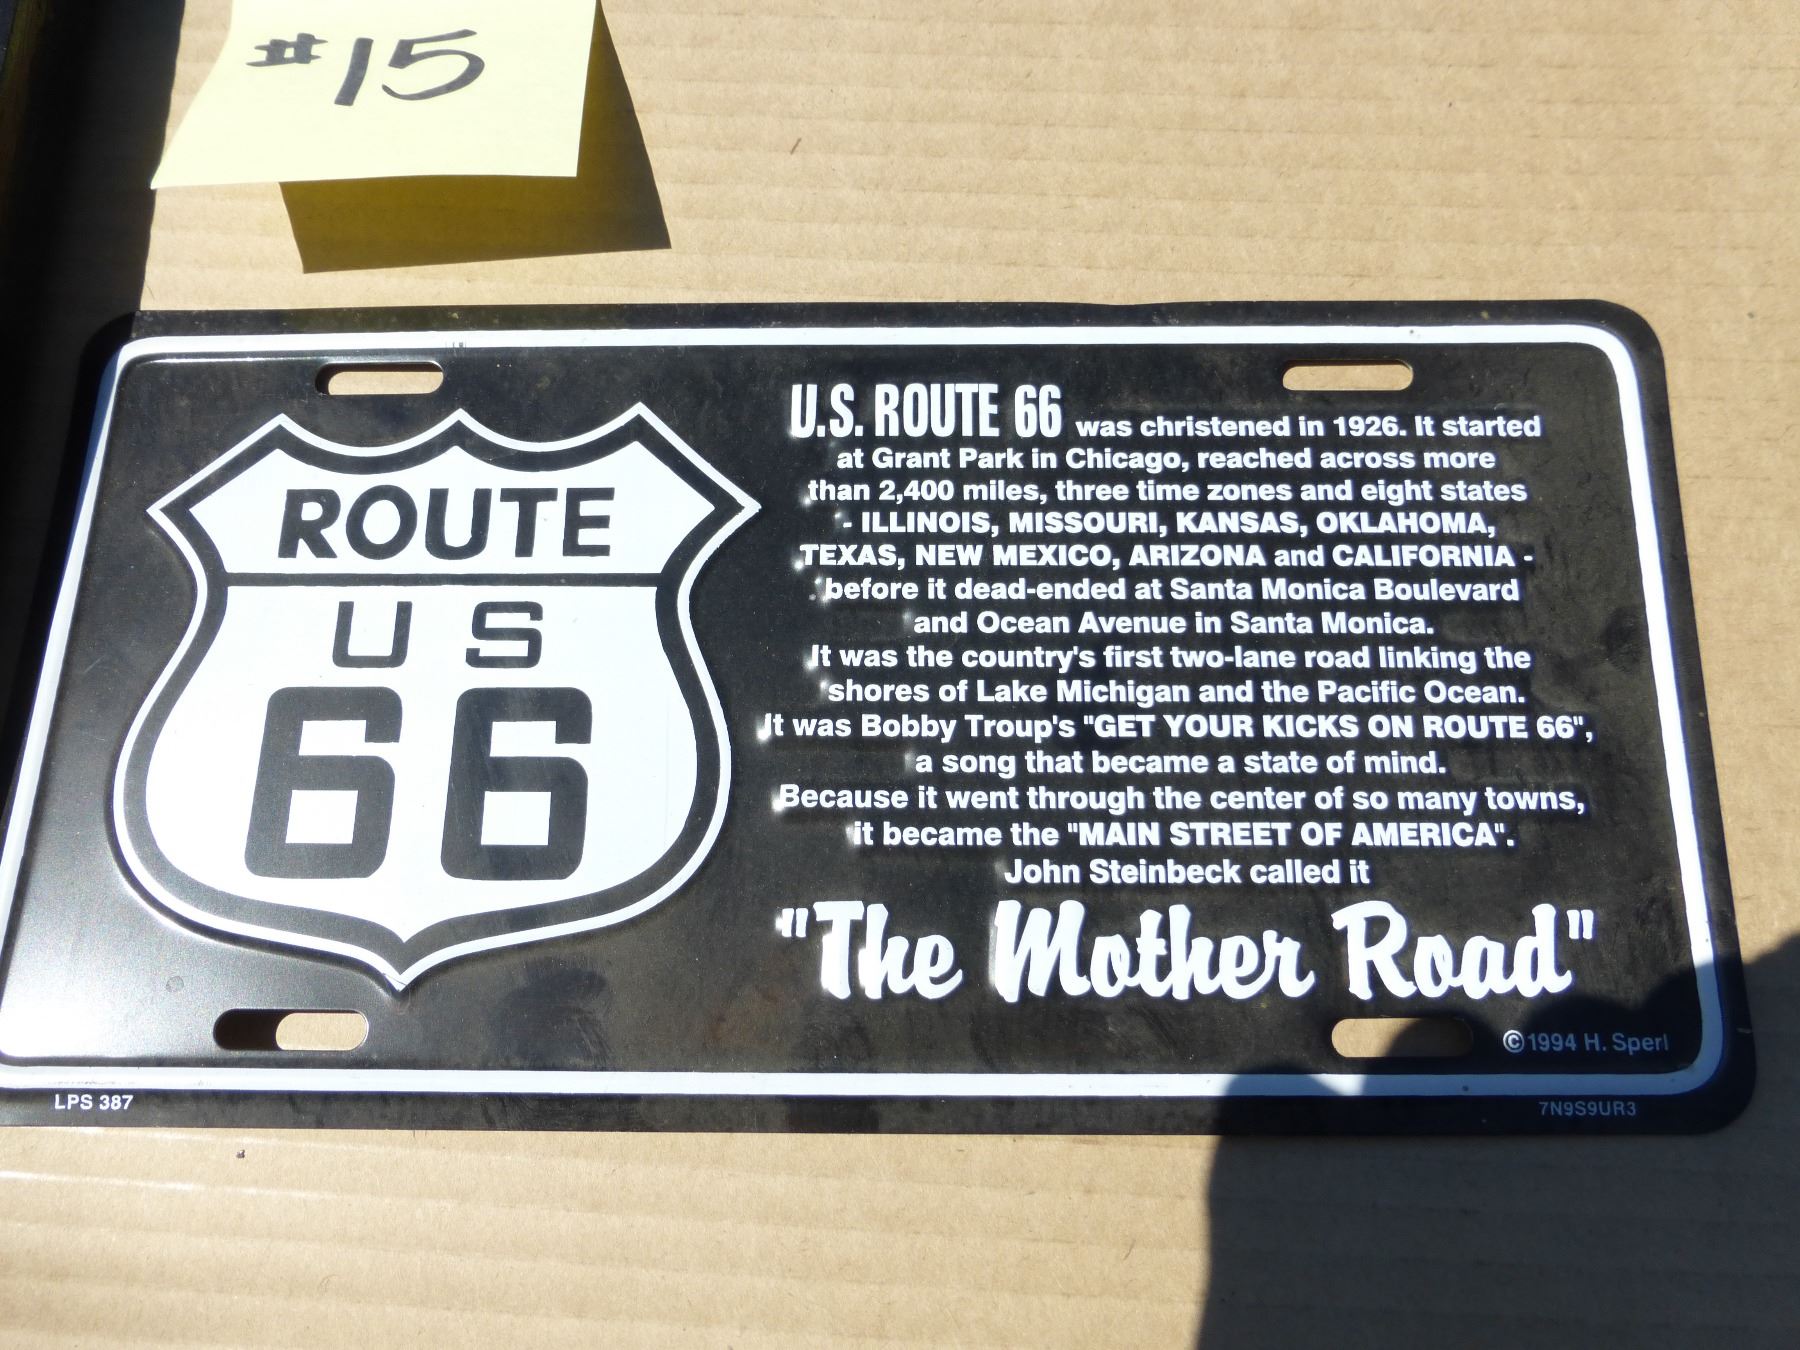 #15
ROUTE
U S
66
U.S. ROUTE 66 was christened in 1926. It started
at Grant Park in Chicago, reached across more
than 2,400 miles, three time zones and eight states
- ILLINOIS, MISSOURI, KANSAS, OKLAHOMA,
TEXAS, NEW MEXICO, ARIZONA and CALIFORNIA -
before it dead-ended at Santa Monica Boulevard
and Ocean Avenue in Santa Monica.
It was the country's first two-lane road linking the
shores of Lake Michigan and the Pacific Ocean.
It was Bobby Troup's "GET YOUR KICKS ON ROUTE 66",
a song that became a state of mind.
Because it went through the center of so many towns,
it became the "MAIN STREET OF AMERICA".
John Steinbeck called it
"The Mother Road"
©1994 H. Sperl
LPS 387
7N9S9UR3